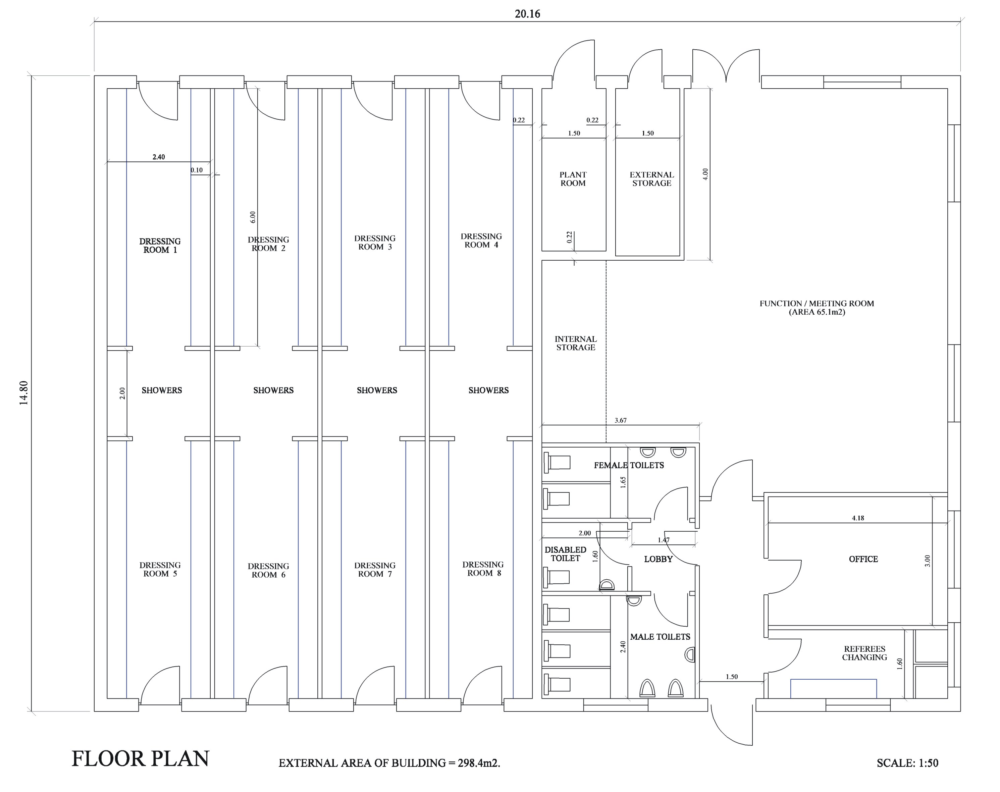 20.16
0.22
0.22
1.50
1.50
2.40
0.10
4.00
PLANT
ROOM
EXTERNAL
STORAGE
6.00
0.22
DRESSING
ROOM 1
DRESSING
ROOM 2
DRESSING
ROOM 3
DRESSING
ROOM 4
FUNCTION / MEETING ROOM
(AREA 65.1m2)
INTERNAL
STORAGE
14.80
2.00
SHOWERS
SHOWERS
SHOWERS
SHOWERS
3.67
FEMALE TOILETS
1.65
4.18
2.00
1.47
DISABLED
TOILET
1.60
LOBBY
OFFICE
3.00
DRESSING
ROOM 5
DRESSING
ROOM 6
DRESSING
ROOM 7
DRESSING
ROOM 8
MALE TOILETS
2.40
REFEREES
CHANGING
1.60
1.50
FLOOR PLAN
EXTERNAL AREA OF BUILDING = 298.4m2.
SCALE: 1:50